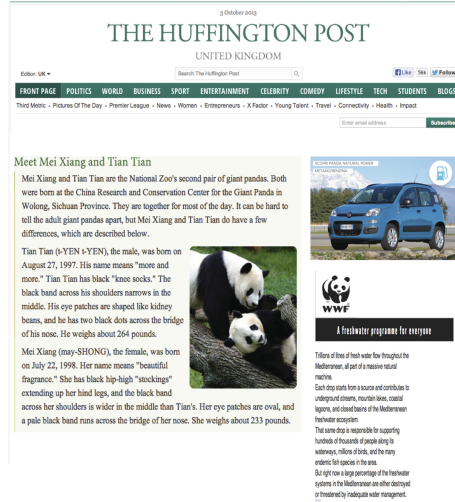 3 October 2013
THE HUFFINGTON POST
UNITED KINGDOM
Edition: UK
Search The Huffington Post
Like 56k Follow
FRONT PAGE POLITICS WORLD BUSINESS SPORT ENTERTAINMENT CELEBRITY COMEDY LIFESTYLE TECH STUDENTS BLOGS
Third Metric • Pictures Of The Day • Premier League • News • Women • Entrepreneurs • X Factor • Young Talent • Travel • Connectivity • Health • Impact
Enter email address Subscribe
Meet Mei Xiang and Tian Tian
Mei Xiang and Tian Tian are the National Zoo's second pair of giant pandas. Both
were born at the China Research and Conservation Center for the Giant Panda in
Wolong, Sichuan Province. They are together for most of the day. It can be hard to
tell the adult giant pandas apart, but Mei Xiang and Tian Tian do have a few
differences, which are described below.
Tian Tian (t-YEN t-YEN), the male, was born on
August 27, 1997. His name means "more and
more." Tian Tian has black "knee socks." The
black band across his shoulders narrows in the
middle. His eye patches are shaped like kidney
beans, and he has two black dots across the bridge
of his nose. He weighs about 264 pounds.
Mei Xiang (may-SHONG), the female, was born
on July 22, 1998. Her name means "beautiful
fragrance." She has black hip-high "stockings"
extending up her hind legs, and the black band
across her shoulders is wider in the middle than Tian's. Her eye patches are oval, and
a pale black band runs across the bridge of her nose. She weighs about 233 pounds.
SCOPRI PANDA NATURAL POWER
METANO/BENZINA
WWF
A freshwater programme for everyone
Trillions of litres of fresh water flow throughout the
Mediterranean, all part of a massive natural
machine.
Each drop starts from a source and contributes to
underground streams, mountain lakes, coastal
lagoons, and closed basins of the Mediterranean
freshwater ecosystem.
That same drop is responsible for supporting
hundreds of thousands of people along its
waterways, millions of birds, and the many
endemic fish species in the area.
But right now a large percentage of the freshwater
systems in the Mediterranean are either destroyed
or threatened by inadequate water management.